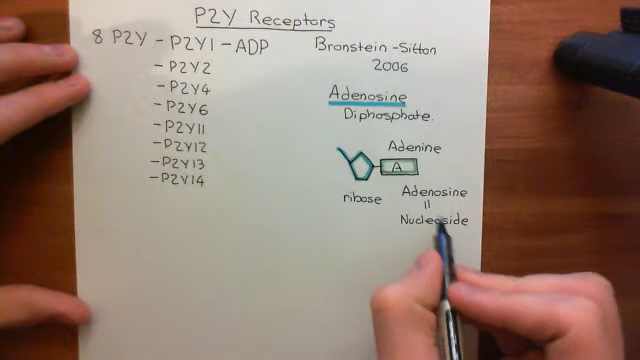 P2Y Receptors
8 P2Y - P2Y1 - ADP
- P2Y2
- P2Y4
- P2Y6
- P2Y11
- P2Y12
- P2Y13
- P2Y14
Bronstein-Sitton
2006
Adenosine
Diphosphate.
Adenine
A
ribose
Adenosine
=
Nucleoside